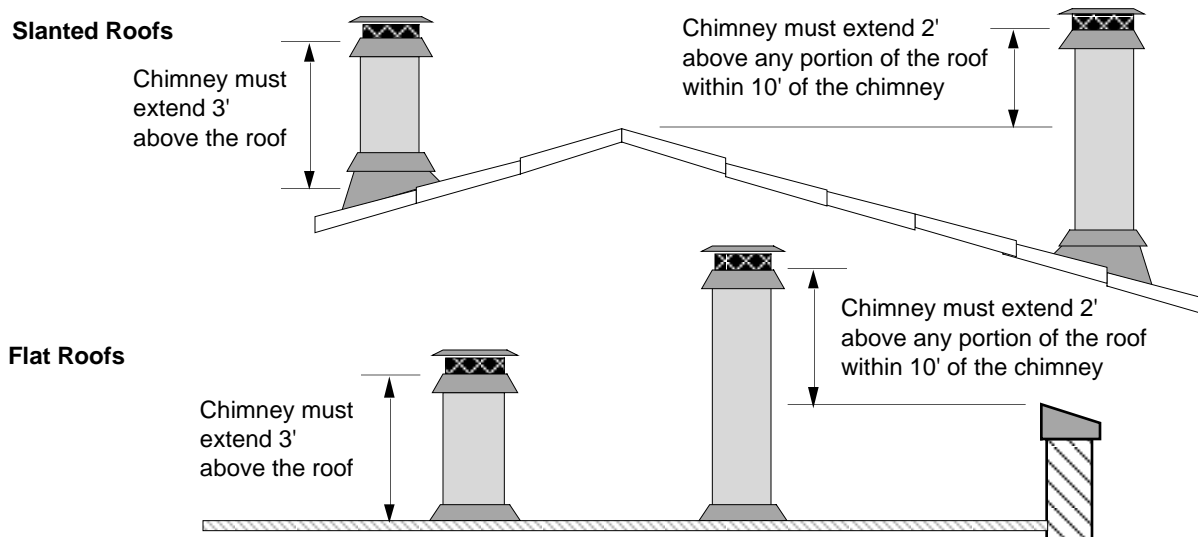 Slanted Roofs
Chimney must
extend 3'
above the roof
Chimney must extend 2'
above any portion of the roof
within 10' of the chimney
Flat Roofs
Chimney must
extend 3'
above the roof
Chimney must extend 2'
above any portion of the roof
within 10' of the chimney